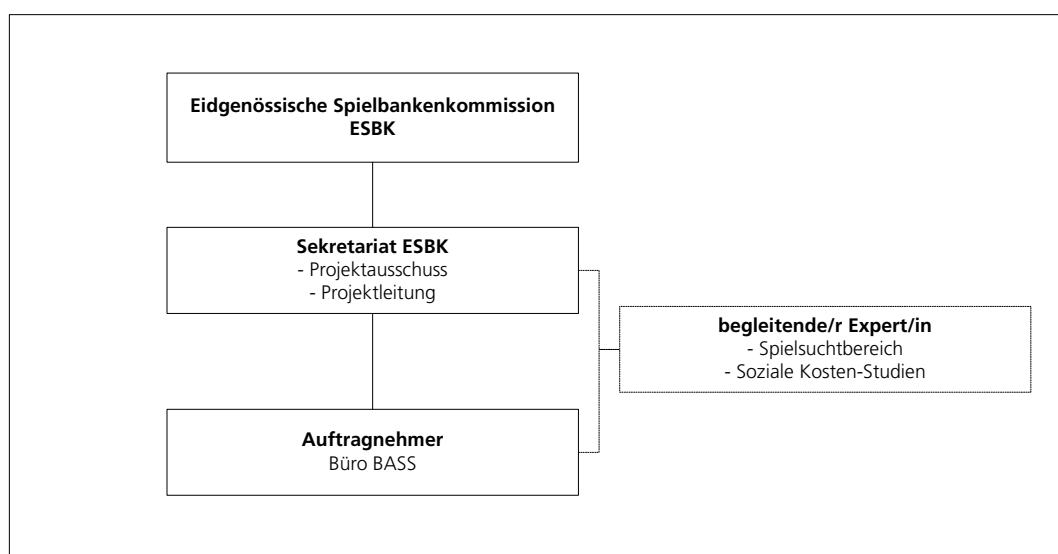 Eidgenössische Spielbankenkommission
ESBK
Sekretariat ESBK
- Projektausschuss
- Projektleitung
begleitende/r Expert/in
- Spielsuchtbereich
- Soziale Kosten-Studien
Auftragnehmer
Büro BASS